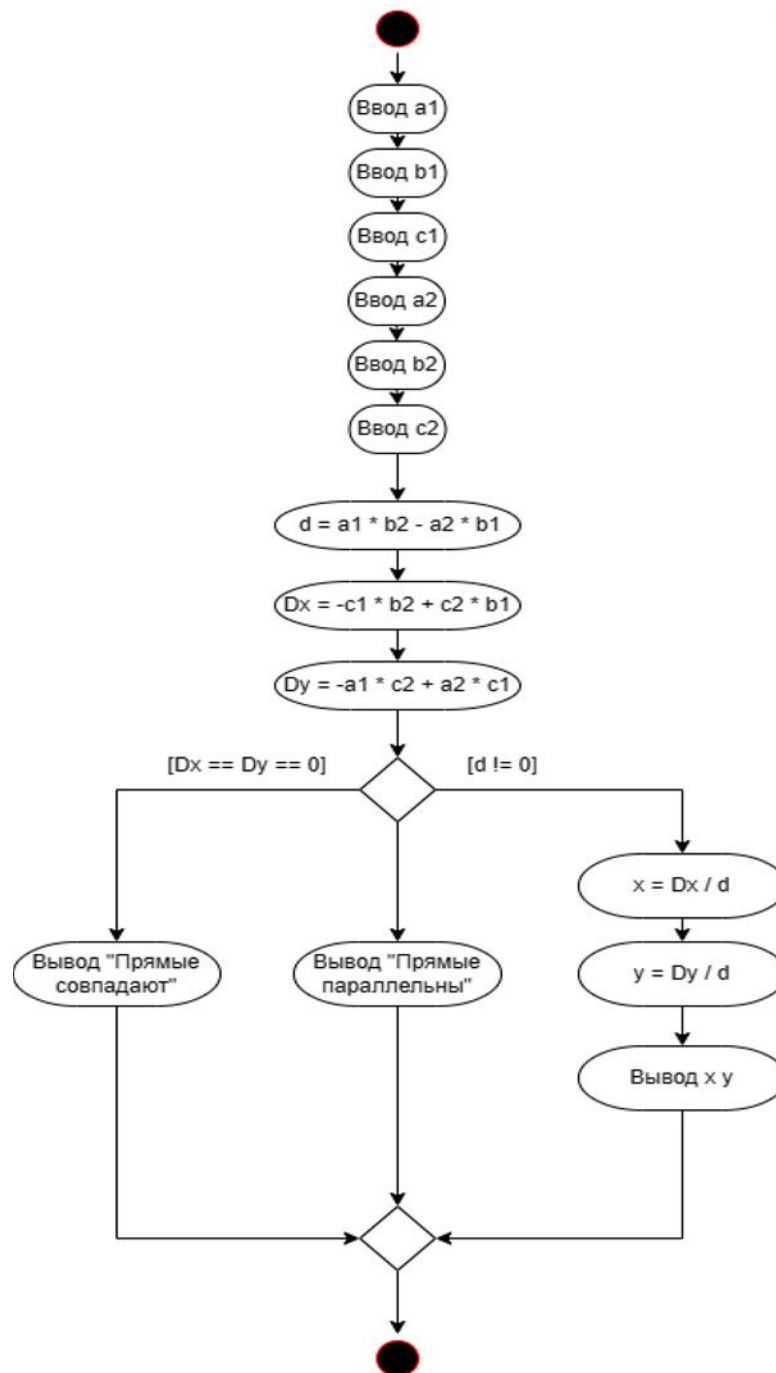 Ввод a1
Ввод b1
Ввод c1
Ввод a2
Ввод b2
Ввод c2
d = a1 * b2 - a2 * b1
Dx = -c1 * b2 + c2 * b1
Dy = -a1 * c2 + a2 * c1
[Dx == Dy == 0]
[d != 0]
x = Dx / d
Вывод "Прямые
совпадают"
Вывод "Прямые
параллельны"
y = Dy / d
Вывод x y